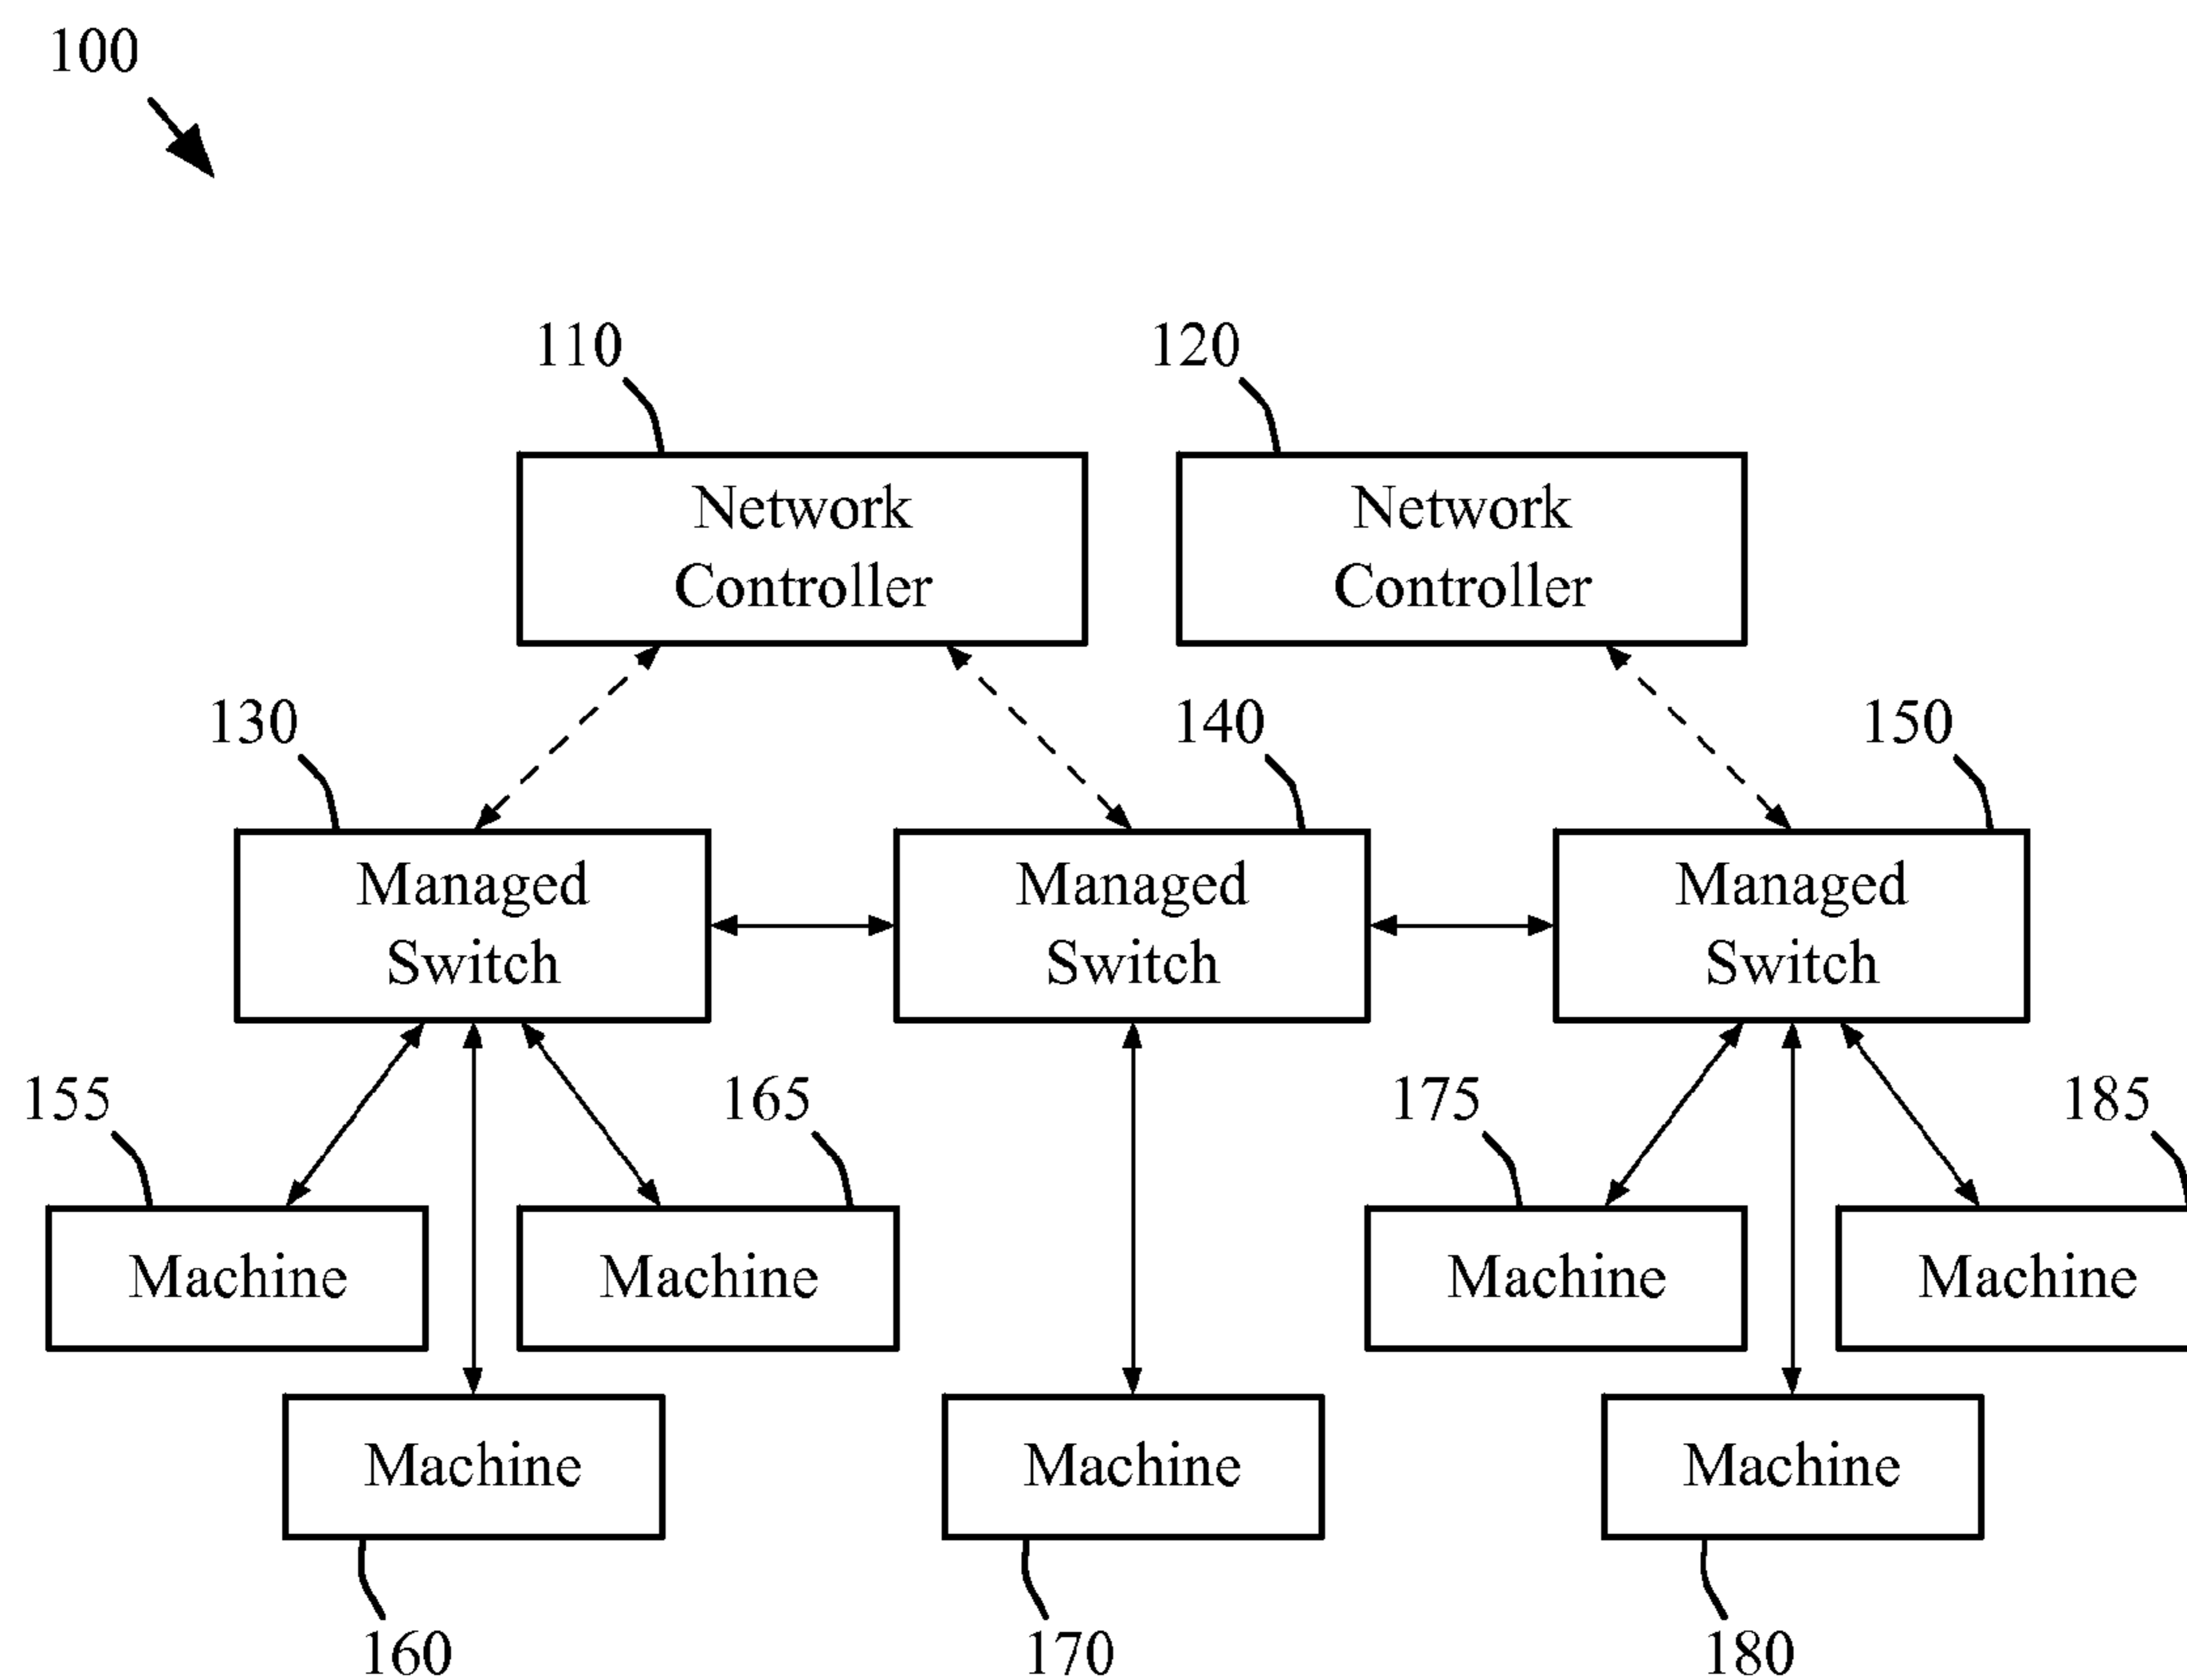 100
110
120
Network
Controller
Network
Controller
130
140
150
Managed
Switch
Managed
Switch
Managed
Switch
155
165
175
185
Machine
Machine
Machine
Machine
Machine
Machine
Machine
160
170
180